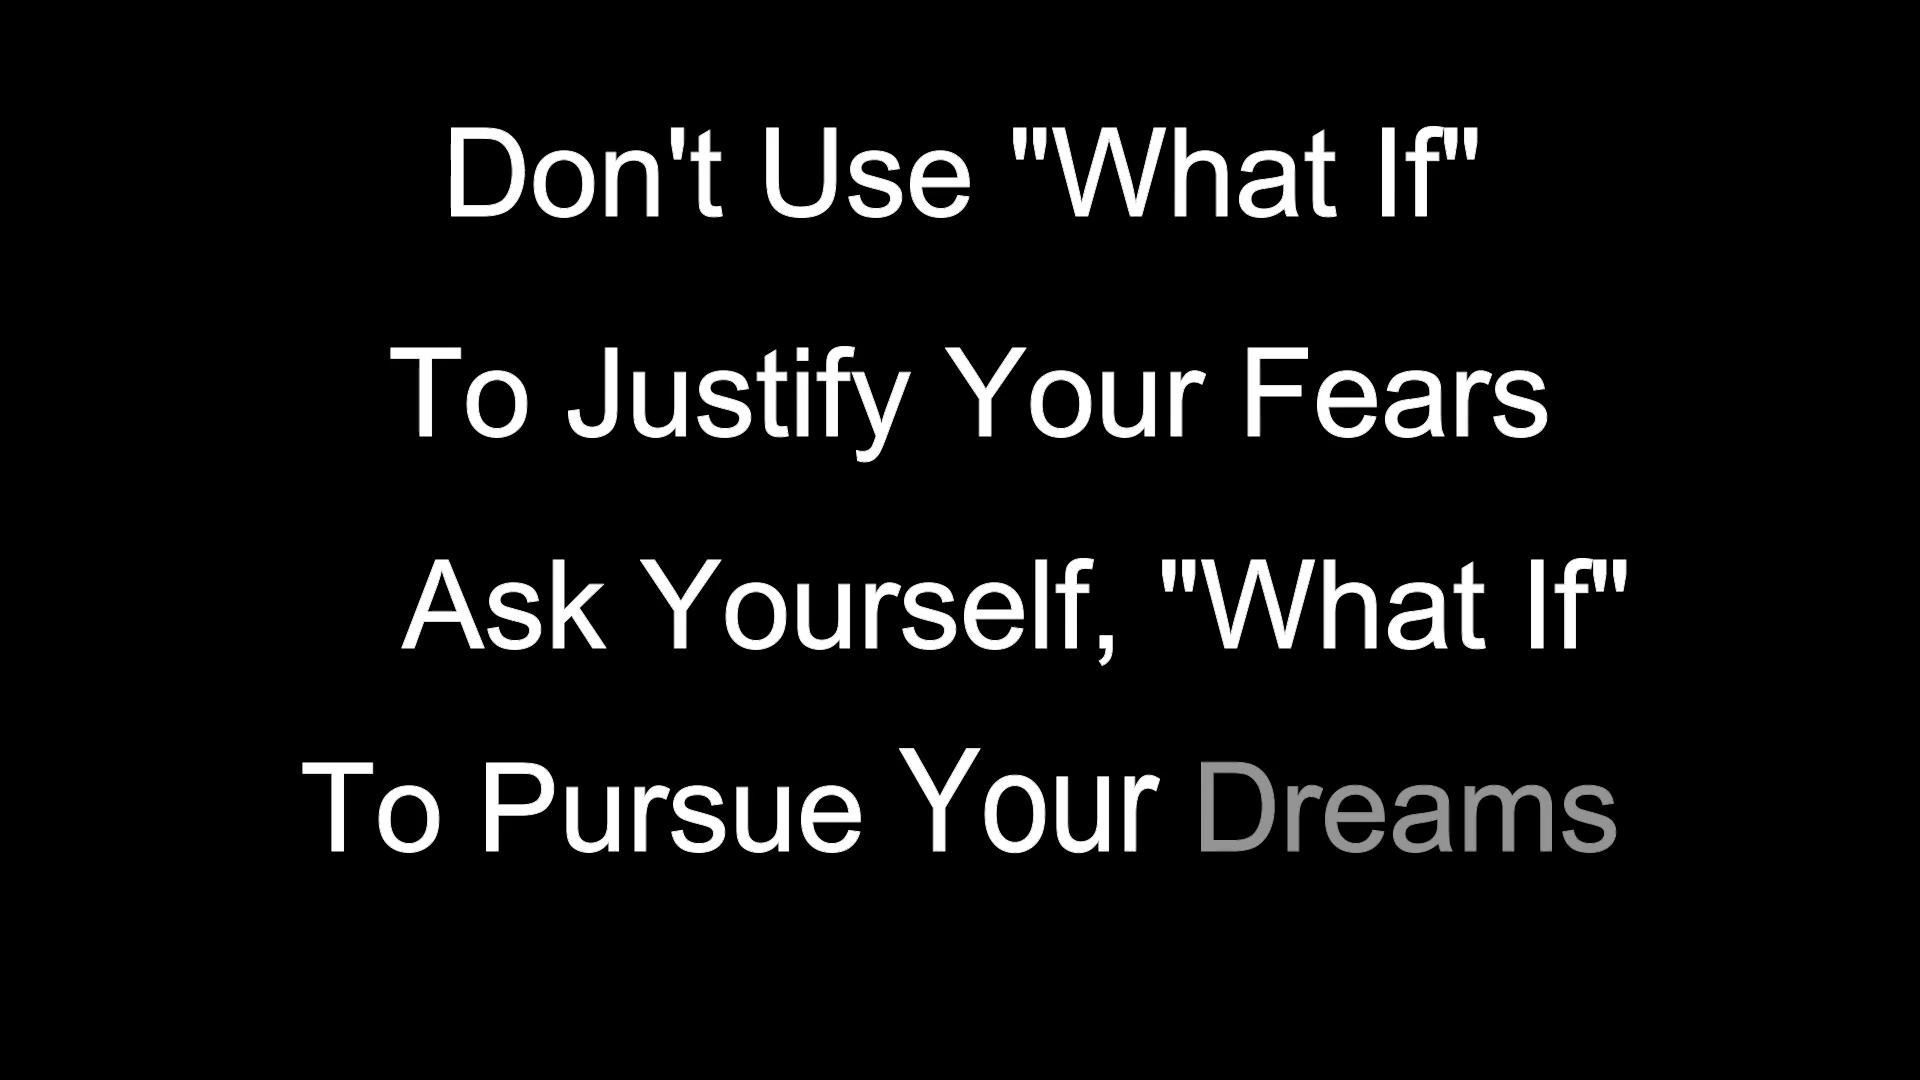 Don't Use "What If"
To Justify Your Fears
Ask Yourself, "What If"
To Pursue Your Dreams